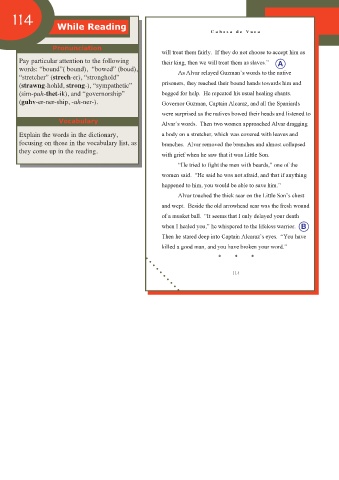 114
While Reading
Pronunciation
Pay particular attention to the following
words: "bound"( bound), "bowed" (boud),
"stretcher" (strech-er), "stronghold"
(strawng-hohld, strong-), "sympathetic"
(sim-puh-thet-ik), and "governorship"
(guhv-er-ner-ship, -uh-ner-).
Vocabulary
Explain the words in the dictionary,
focusing on those in the vocabulary list, as
they come up in the reading.
Cabeza de Vaca
will treat them fairly. If they do not choose to accept him as
their king, then we will treat them as slaves." A
As Alvar relayed Guzman's words to the native
prisoners, they reached their bound hands towards him and
begged for help. He repeated his usual healing chants.
Governor Guzman, Captain Alcaraz, and all the Spaniards
were surprised as the natives bowed their heads and listened to
Alvar's words. Then two women approached Alvar dragging
a body on a stretcher, which was covered with leaves and
branches. Alvar removed the branches and almost collapsed
with grief when he saw that it was Little Son.
"He tried to fight the men with beards," one of the
women said. "He said he was not afraid, and that if anything
happened to him, you would be able to save him."
Alvar touched the thick scar on the Little Son's chest
and wept. Beside the old arrowhead scar was the fresh wound
of a musket ball. "It seems that I only delayed your death
when I healed you," he whispered to the lifeless warrior. B
Then he stared deep into Captain Alcaraz's eyes. "You have
killed a good man, and you have broken your word."
* * *